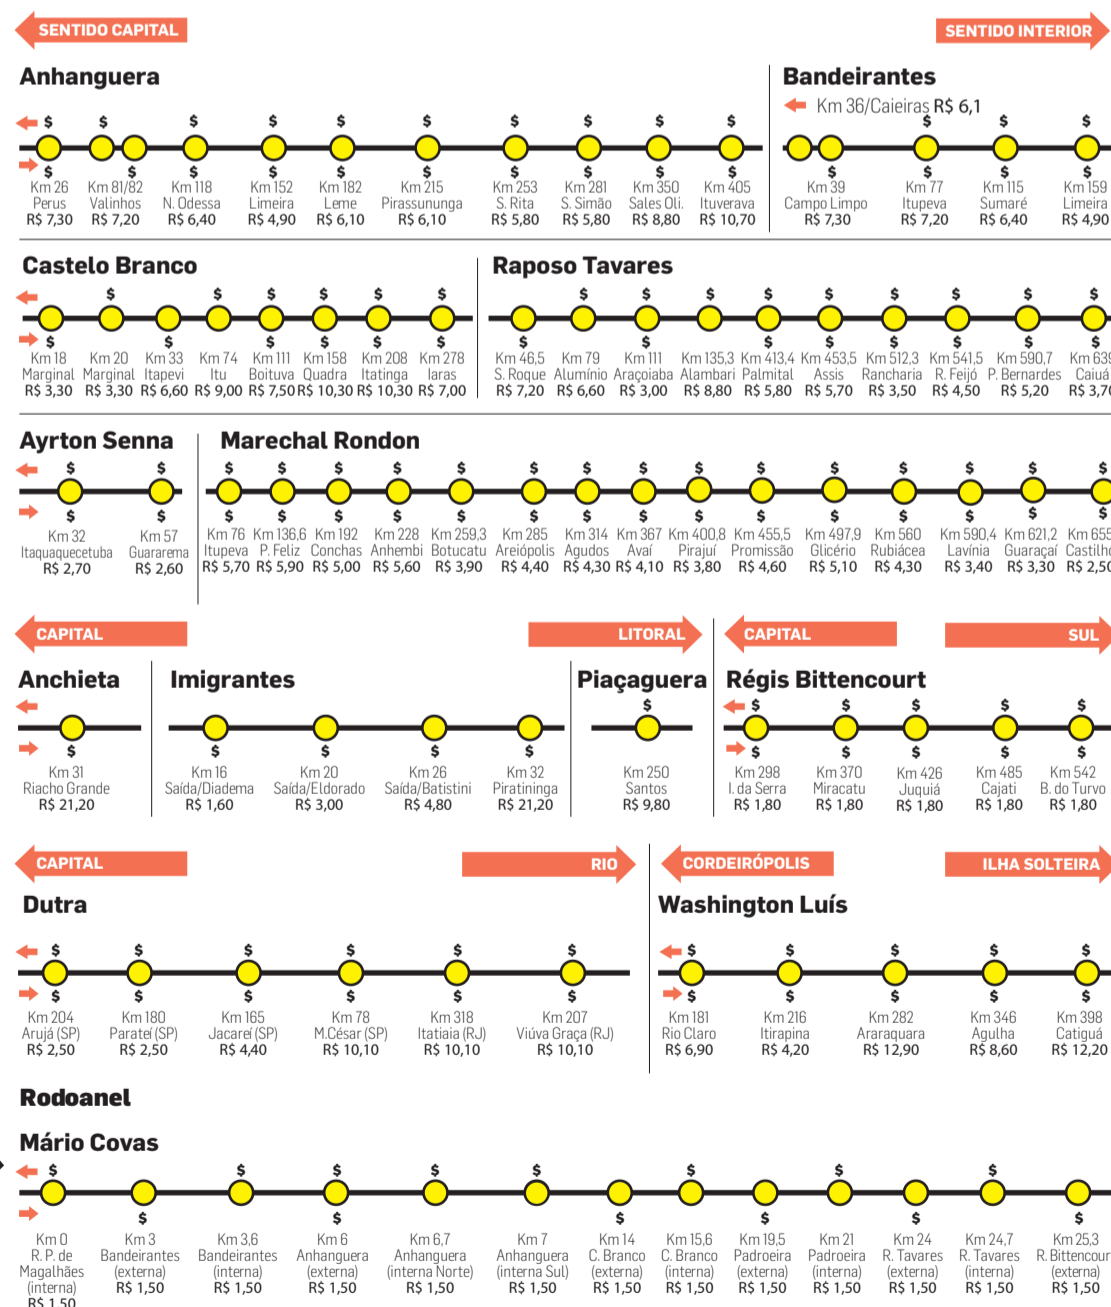 SENTIDO CAPITAL
SENTIDO INTERIOR
Anhanguera
$ $ $ $ $ $ $ $ $ $
$ $ $ $ $ $ $ $ $ $
Km 26 Km 81/82 Km 118 Km 152 Km 182 Km 215 Km 253 Km 281 Km 350 Km 405
Perus Valinhos N. Odessa Limeira Leme Pirassununga S. Rita S. Simão Sales Oli. Ituverava
R$ 7,30 R$ 7,20 R$ 6,40 R$ 4,90 R$ 6,10 R$ 6,10 R$ 5,80 R$ 5,80 R$ 8,80 R$ 10,70
Bandeirantes
Km 36/Caieiras R$ 6,1
$ $ $
$ $ $ $
Km 39 Km 77 Km 115 Km 159
Campo Limpo Itupeva Sumaré Limeira
R$ 7,30 R$ 7,20 R$ 6,40 R$ 4,90
Castelo Branco
$ $ $ $ $ $
$ $ $ $ $ $
Km 18 Km 20 Km 33 Km 74 Km 111 Km 158 Km 208 Km 278
Marginal Marginal Itapevi Itu Boituva Quadra Itatinga Iaras
R$ 3,30 R$ 3,30 R$ 6,60 R$ 9,00 R$ 7,50 R$ 10,30 R$ 10,30 R$ 7,00
Raposo Tavares
$ $ $ $ $ $ $ $ $
$ $ $ $ $ $
Km 46,5 Km 79 Km 111 Km 135,3 Km 413,4 Km 453,5 Km 512,3 Km 541,5 Km 590,7 Km 639
S. Roque Alumínio Araçoiaba Alambari Palmital Assis Rancharia R. Feijó P. Bernardes Caiuá
R$ 7,20 R$ 6,60 R$ 3,00 R$ 8,80 R$ 5,80 R$ 5,70 R$ 3,50 R$ 4,50 R$ 5,20 R$ 3,70
Ayrton Senna
$ $
$ $
Km 32 Km 57
Itaquaquecetuba Guararema
R$ 2,70 R$ 2,60
Marechal Rondon
$ $ $ $ $ $ $ $ $ $ $ $ $ $ $
$ $ $ $ $ $ $ $ $ $ $ $ $ $ $
Km 76 Km 136,6 Km 192 Km 228 Km 259,3 Km 285 Km 314 Km 367 Km 400,8 Km 455,5 Km 497,9 Km 560 Km 590,4 Km 621,2 Km 655
Itupeva P. Feliz Conchas Anhembi Botucatu Areiópolis Agudos Avaí Pirajuí Promissão Glicério Rubiácea Lavínia Guaraçaí Castilho
R$ 5,70 R$ 5,90 R$ 5,00 R$ 5,60 R$ 3,90 R$ 4,40 R$ 4,30 R$ 4,10 R$ 3,80 R$ 4,60 R$ 5,10 R$ 4,30 R$ 3,40 R$ 3,30 R$ 2,50
CAPITAL
LITORAL
CAPITAL
SUL
Anchieta
$
Km 31
Riacho Grande
R$ 21,20
Imigrantes
$ $ $ $
Km 16 Km 20 Km 26 Km 32
Saída/Diadema Saída/Eldorado Saída/Batistini Piratininga
R$ 1,60 R$ 3,00 R$ 4,80 R$ 21,20
Piaçaguera
$
Km 250
Santos
R$ 9,80
Régis Bittencourt
$ $ $ $ $
$ $ $ $ $
Km 298 Km 370 Km 426 Km 485 Km 542
I. da Serra Miracatu Juquiá Cajati B. do Turvo
R$ 1,80 R$ 1,80 R$ 1,80 R$ 1,80 R$ 1,80
CAPITAL
RIO
CORDEIRÓPOLIS
ILHA SOLTEIRA
Dutra
$ $ $ $ $ $
$ $ $ $ $ $
Km 204 Km 180 Km 165 Km 78 Km 318 Km 207
Arujá (SP) Parateí (SP) Jacareí (SP) M.César (SP) Itatiaia (RJ) Viúva Graça (RJ)
R$ 2,50 R$ 2,50 R$ 4,40 R$ 10,10 R$ 10,10 R$ 10,10
Washington Luís
$ $ $ $ $
$ $ $ $ $
Km 181 Km 216 Km 282 Km 346 Km 398
Rio Claro Itirapina Araraquara Agulha Catiguá
R$ 6,90 R$ 4,20 R$ 12,90 R$ 8,60 R$ 12,20
Rodoanel
Mário Covas
$ $ $ $ $ $ $ $
$ $ $ $ $ $
Km 0 Km 3 Km 3,6 Km 6 Km 6,7 Km 7 Km 14 Km 15,6 Km 19,5 Km 21 Km 24 Km 24,7 Km 25,3
R. P. de Bandeirantes Bandeirantes Anhanguera Anhanguera Anhanguera C. Branco C. Branco Padroeira Padroeira R. Tavares R. Tavares R. Bittencour
Magalhães (externa) (interna) (externa) (interna Norte) (interna Sul) (externa) (interna) (externa) (interna) (externa) (interna) (externa)
(interna) R$ 1,50 R$ 1,50 R$ 1,50 R$ 1,50 R$ 1,50 R$ 1,50 R$ 1,50 R$ 1,50 R$ 1,50 R$ 1,50 R$ 1,50 R$ 1,50
R$ 1,50